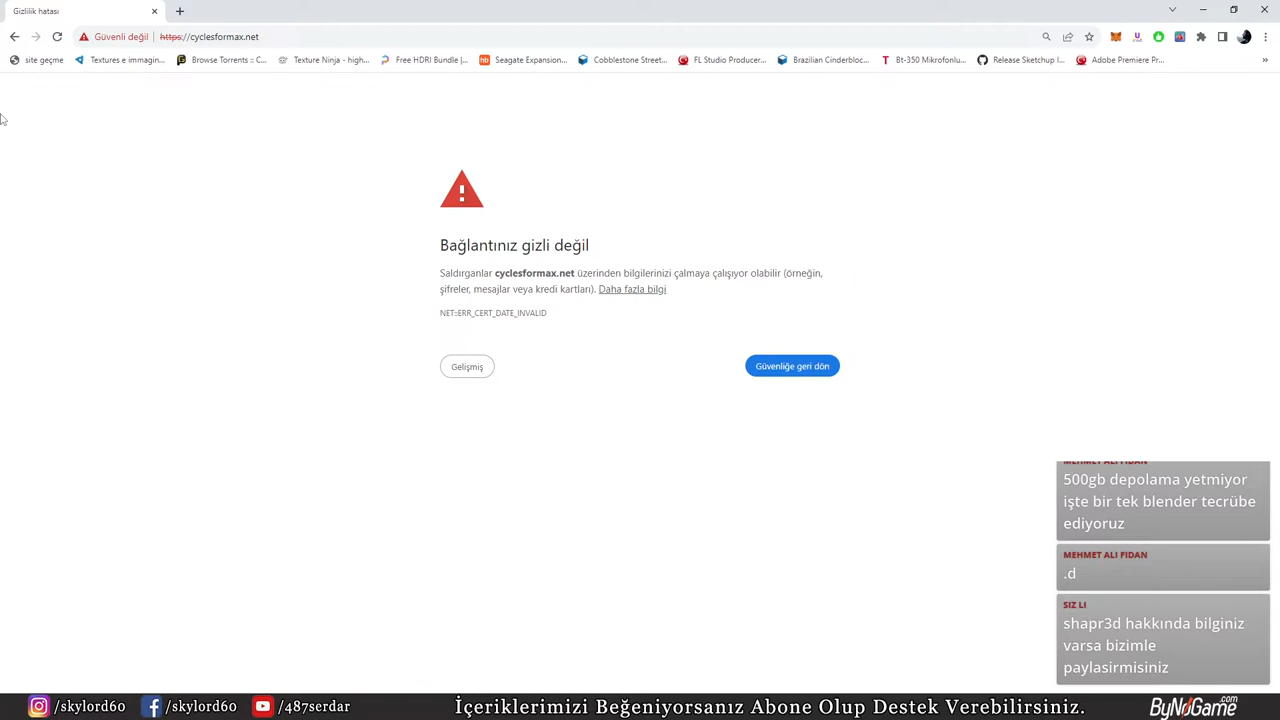 Gizlilik hatası
Güvenli değil
https://cyclesformax.net
site geçme
Textures e immagin...
Browse Torrents :: C...
Texture Ninja - high...
Free HDRI Bundle |...
Seagate Expansion...
Cobblestone Street...
FL Studio Producer...
Brazilian Cinderbloc...
Bt-350 Mikrofonlu...
Release Sketchup I...
Adobe Premiere Pr...
Bağlantınız gizli değil
Saldırganlar cyclesformax.net üzerinden bilgilerinizi çalmaya çalışıyor olabilir (örneğin,
şifreler, mesajlar veya kredi kartları). Daha fazla bilgi
NET::ERR_CERT_DATE_INVALID
Gelişmiş
Güvenliğe geri dön
MEHMET ALI FIDAN
500gb depolama yetmiyor
işte bir tek blender tecrübe
ediyoruz
MEHMET ALI FIDAN
.d
SIZ LI
shapr3d hakkında bilginiz
varsa bizimle
paylasirmisiniz
/skylord60
/skylord60
/487serdar
İçeriklerimizi Beğeniyorsanız Abone Olup Destek Verebilirsiniz.
ByNoGame.com